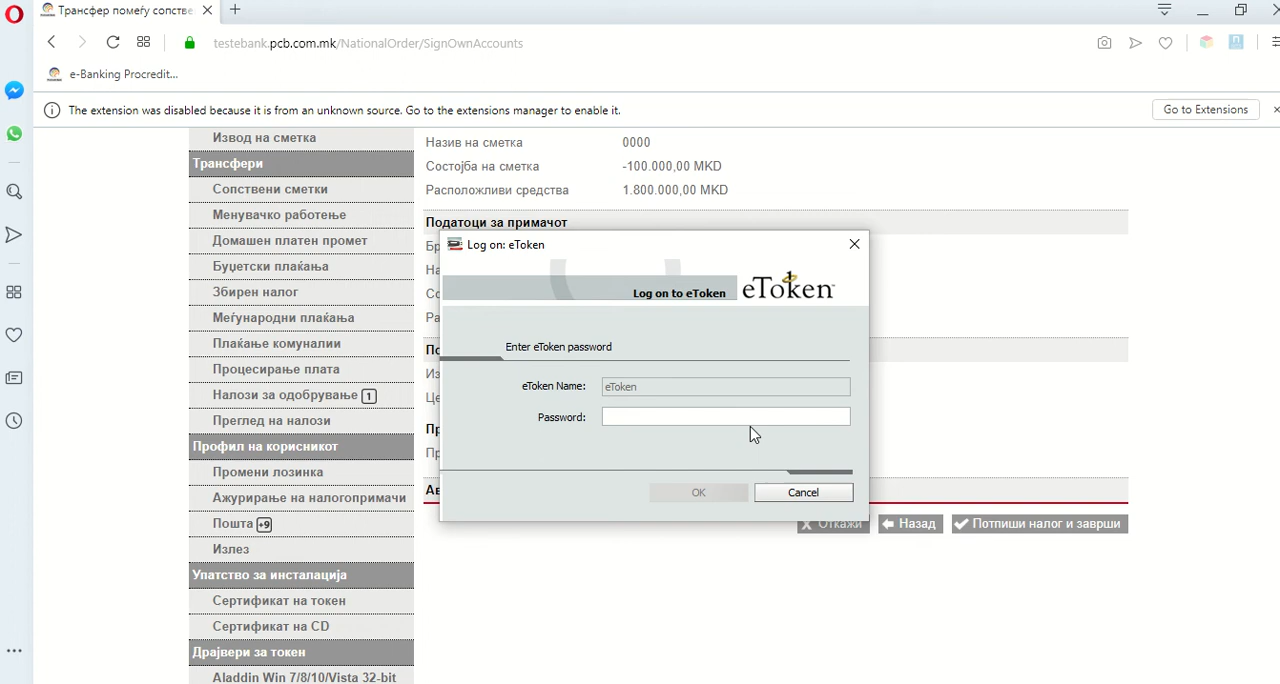 Трансфер помеѓу сопстве
testebank.pcb.com.mk/NationalOrder/SignOwnAccounts
e-Banking Procredit...
The extension was disabled because it is from an unknown source. Go to the extensions manager to enable it.
Go to Extensions
Извод на сметка
Трансфери
Сопствени сметки
Менувачко работење
Домашен платен промет
Буџетски плаќања
Збирен налог
Меѓународни плаќања
Плаќање комуналии
Процесирање плата
Налози за одобрување 1
Преглед на налози
Профил на корисникот
Промени лозинка
Ажурирање на налогопримачи
Пошта +9
Излез
Упатство за инсталација
Сертификат на токен
Сертификат на CD
Драјвери за токен
Aladdin Win 7/8/10/Vista 32-bit
Назив на сметка 0000
Состојба на сметка -100.000,00 MKD
Расположливи средства 1.800.000,00 MKD
Податоци за примачот
Log on: eToken
Log on to eToken
eToken
Enter eToken password
eToken Name: eToken
Password:
OK
Cancel
Откажи
Назад
Потпиши налог и заврши